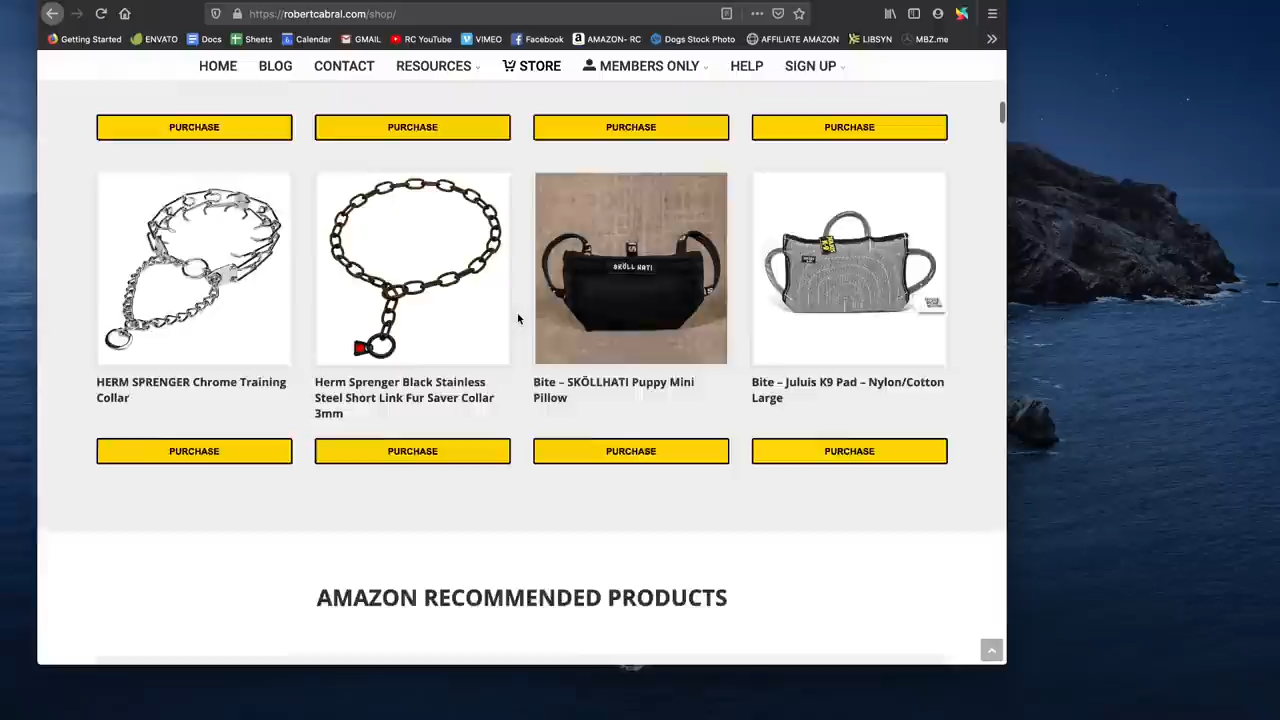 https://robertcabral.com/shop/
Getting Started ENVATO Docs Sheets Calendar GMAIL RC YouTube VIMEO Facebook AMAZON- RC Dogs Stock Photo AFFILIATE AMAZON LIBSYN MBZ.me
HOME BLOG CONTACT RESOURCES STORE MEMBERS ONLY HELP SIGN UP
PURCHASE PURCHASE PURCHASE PURCHASE
SKÖLLHATI
HERM SPRENGER Chrome Training
Collar
Herm Sprenger Black Stainless
Steel Short Link Fur Saver Collar
3mm
Bite – SKÖLLHATI Puppy Mini
Pillow
Bite – Juluis K9 Pad – Nylon/Cotton
Large
PURCHASE PURCHASE PURCHASE PURCHASE
AMAZON RECOMMENDED PRODUCTS